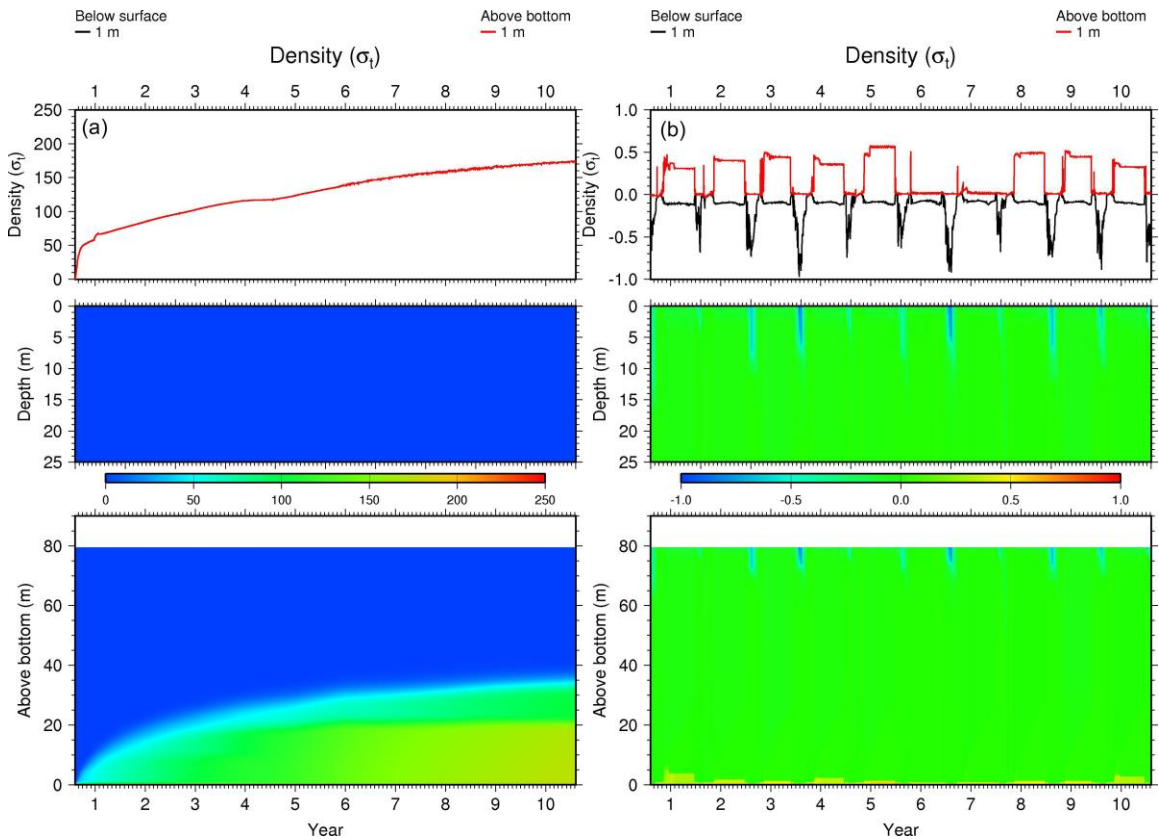 Below surface Above bottom Below surface Above bottom
1 m 1 m 1 m 1 m
Density (σt) Density (σt)
1 2 3 4 5 6 7 8 9 10 1 2 3 4 5 6 7 8 9 10
(a) (b)
Density (σt)
250
200
150
100
50
0
Density (σt)
1.0
0.5
0.0
-0.5
-1.0
Depth (m)
0
5
10
15
20
25
Depth (m)
0
5
10
15
20
25
0 50 100 150 200 250
-1.0 -0.5 0.0 0.5 1.0
Above bottom (m)
80
60
40
20
0
Above bottom (m)
80
60
40
20
0
1 2 3 4 5 6 7 8 9 10 1 2 3 4 5 6 7 8 9 10
Year Year